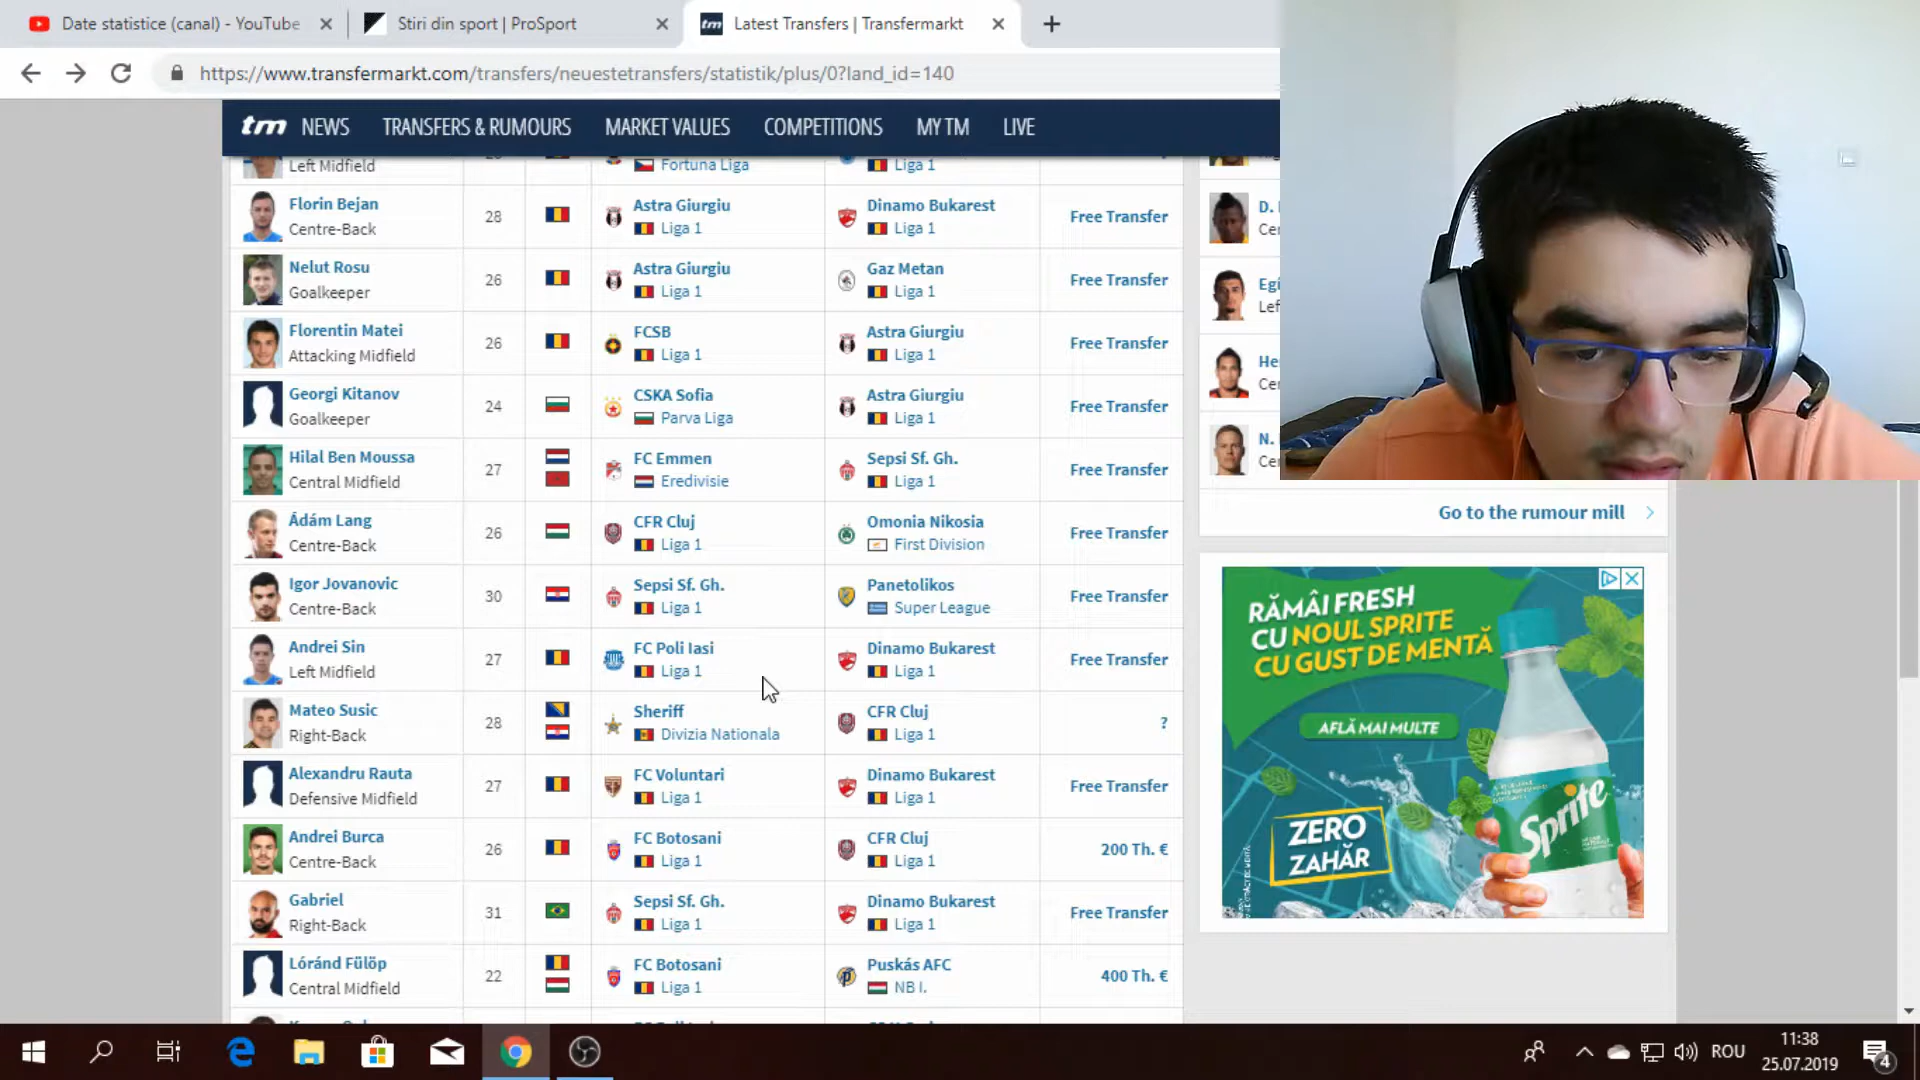 Date statistice (canal) - YouTube
Stiri din sport | ProSport
tm Latest Transfers | Transfermarkt
https://www.transfermarkt.com/transfers/neuestetransfers/statistik/plus/0?land_id=140
tm NEWS TRANSFERS & RUMOURS MARKET VALUES COMPETITIONS MY TM LIVE
Left Midfield Fortuna Liga Liga 1
Florin Bejan Astra Giurgiu Dinamo Bukarest
Centre-Back 28 Liga 1 Liga 1 Free Transfer
Nelut Rosu Astra Giurgiu Gaz Metan
Goalkeeper 26 Liga 1 Liga 1 Free Transfer
Florentin Matei FCSB Astra Giurgiu
Attacking Midfield 26 Liga 1 Liga 1 Free Transfer
Georgi Kitanov CSKA Sofia Astra Giurgiu
Goalkeeper 24 Parva Liga Liga 1 Free Transfer
Hilal Ben Moussa FC Emmen Sepsi Sf. Gh.
Central Midfield 27 Eredivisie Liga 1 Free Transfer
Ádám Lang CFR Cluj Omonia Nikosia
Centre-Back 26 Liga 1 First Division Free Transfer
Igor Jovanovic Sepsi Sf. Gh. Panetolikos
Centre-Back 30 Liga 1 Super League Free Transfer
Andrei Sin FC Poli Iasi Dinamo Bukarest
Left Midfield 27 Liga 1 Liga 1 Free Transfer
Mateo Susic Sheriff CFR Cluj
Right-Back 28 Divizia Nationala Liga 1 ?
Alexandru Rauta FC Voluntari Dinamo Bukarest
Defensive Midfield 27 Liga 1 Liga 1 Free Transfer
Andrei Burca FC Botosani CFR Cluj
Centre-Back 26 Liga 1 Liga 1 200 Th. €
Gabriel Sepsi Sf. Gh. Dinamo Bukarest
Right-Back 31 Liga 1 Liga 1 Free Transfer
Lóránd Fülöp FC Botosani Puskás AFC
Central Midfield 22 Liga 1 NB I. 400 Th. €
D.
Cen
Egi
Lef
He
Cen
N.
Cen
Go to the rumour mill
RĂMÂI FRESH
CU NOUL SPRITE
CU GUST DE MENTĂ
AFLĂ MAI MULTE
ZERO
ZAHĂR
Sprite
ROU
11:38
25.07.2019
4